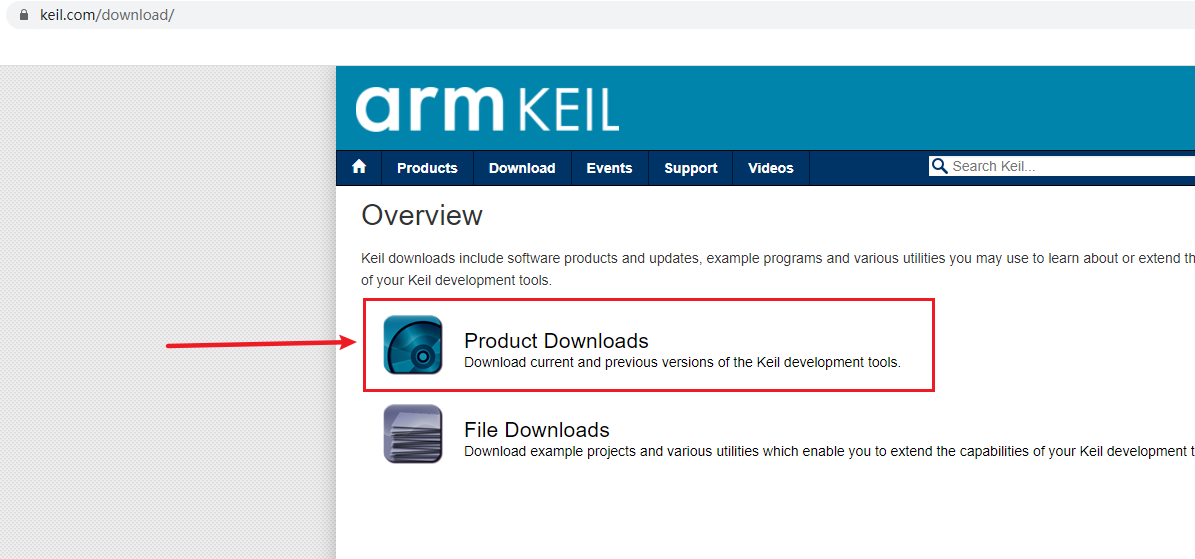 keil.com/download/
arm KEIL
Products Download Events Support Videos Search Keil...
Overview
Keil downloads include software products and updates, example programs and various utilities you may use to learn about or extend th
of your Keil development tools.
Product Downloads
Download current and previous versions of the Keil development tools.
File Downloads
Download example projects and various utilities which enable you to extend the capabilities of your Keil development t